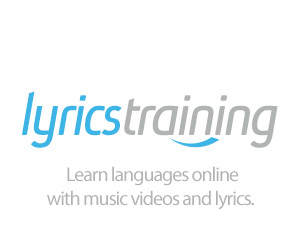 lyricstraining
Learn languages online
with music videos and lyrics.